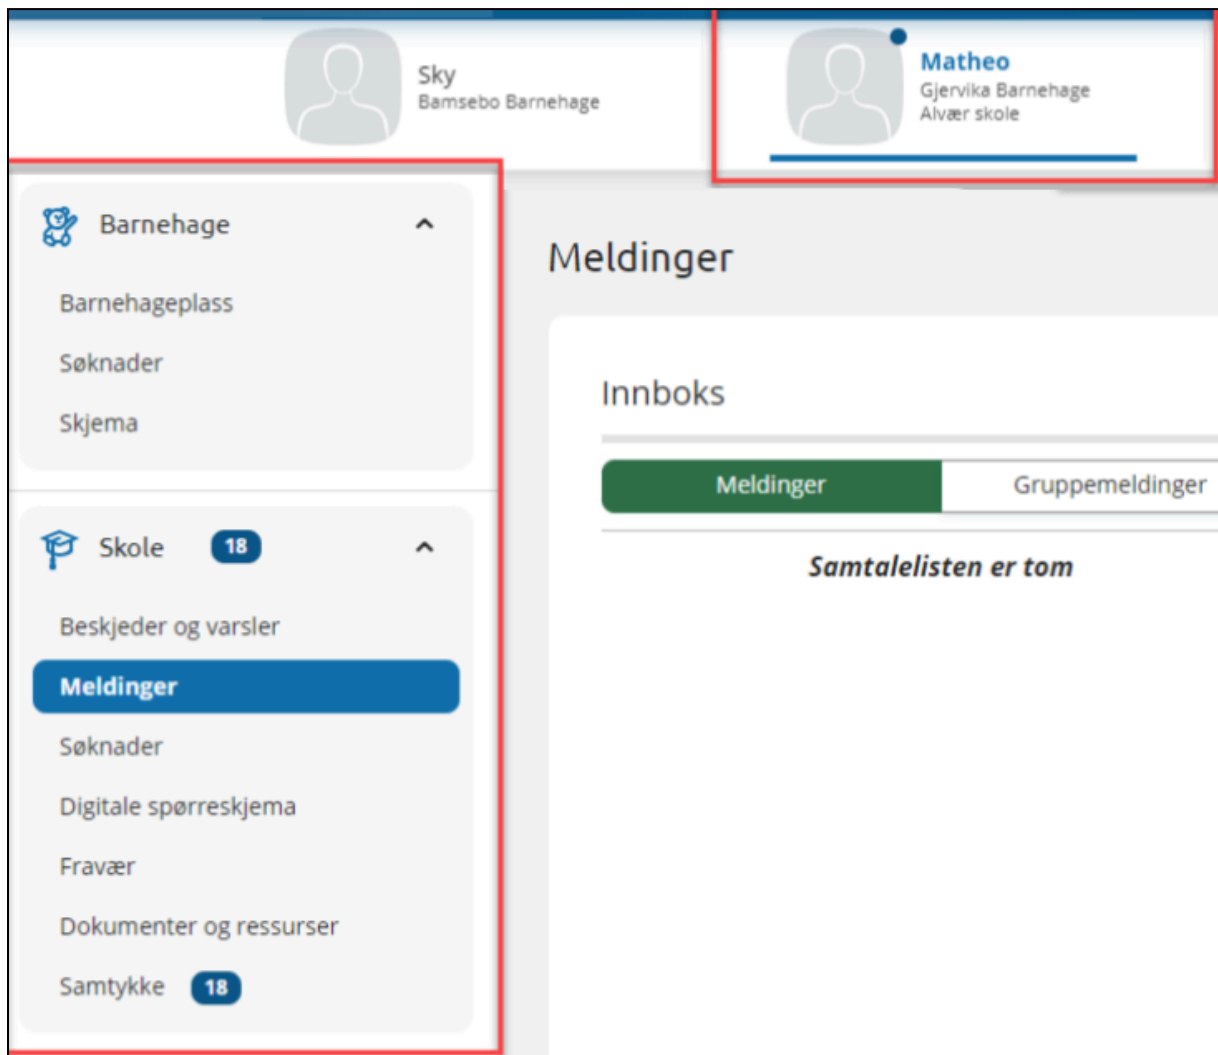 Sky
Bamsebo Barnehage
Matheo
Gjervika Barnehage
Alvær skole
Barnehage
Barnehageplass
Søknader
Skjema
Skole 18
Beskjeder og varsler
Meldinger
Søknader
Digitale spørreskjema
Fravær
Dokumenter og ressurser
Samtykke 18
Meldinger
Innboks
Meldinger Gruppemeldinger
Samtalelisten er tom